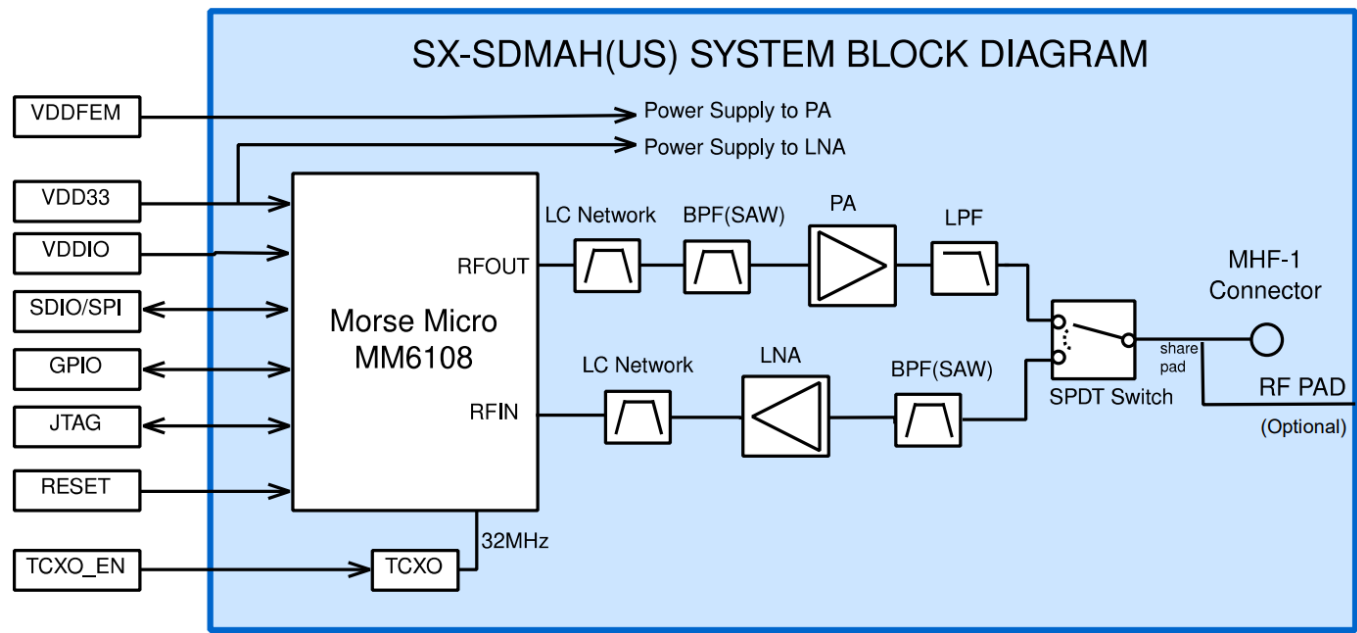 SX-SDMAH(US) SYSTEM BLOCK DIAGRAM
VDDFEM
Power Supply to PA
Power Supply to LNA
VDD33
VDDIO
SDIO/SPI
GPIO
JTAG
RESET
TCXO_EN
Morse Micro
MM6108
RFOUT
RFIN
32MHz
TCXO
LC Network
BPF(SAW)
PA
LPF
LC Network
LNA
BPF(SAW)
SPDT Switch
share
pad
MHF-1
Connector
RF PAD
(Optional)